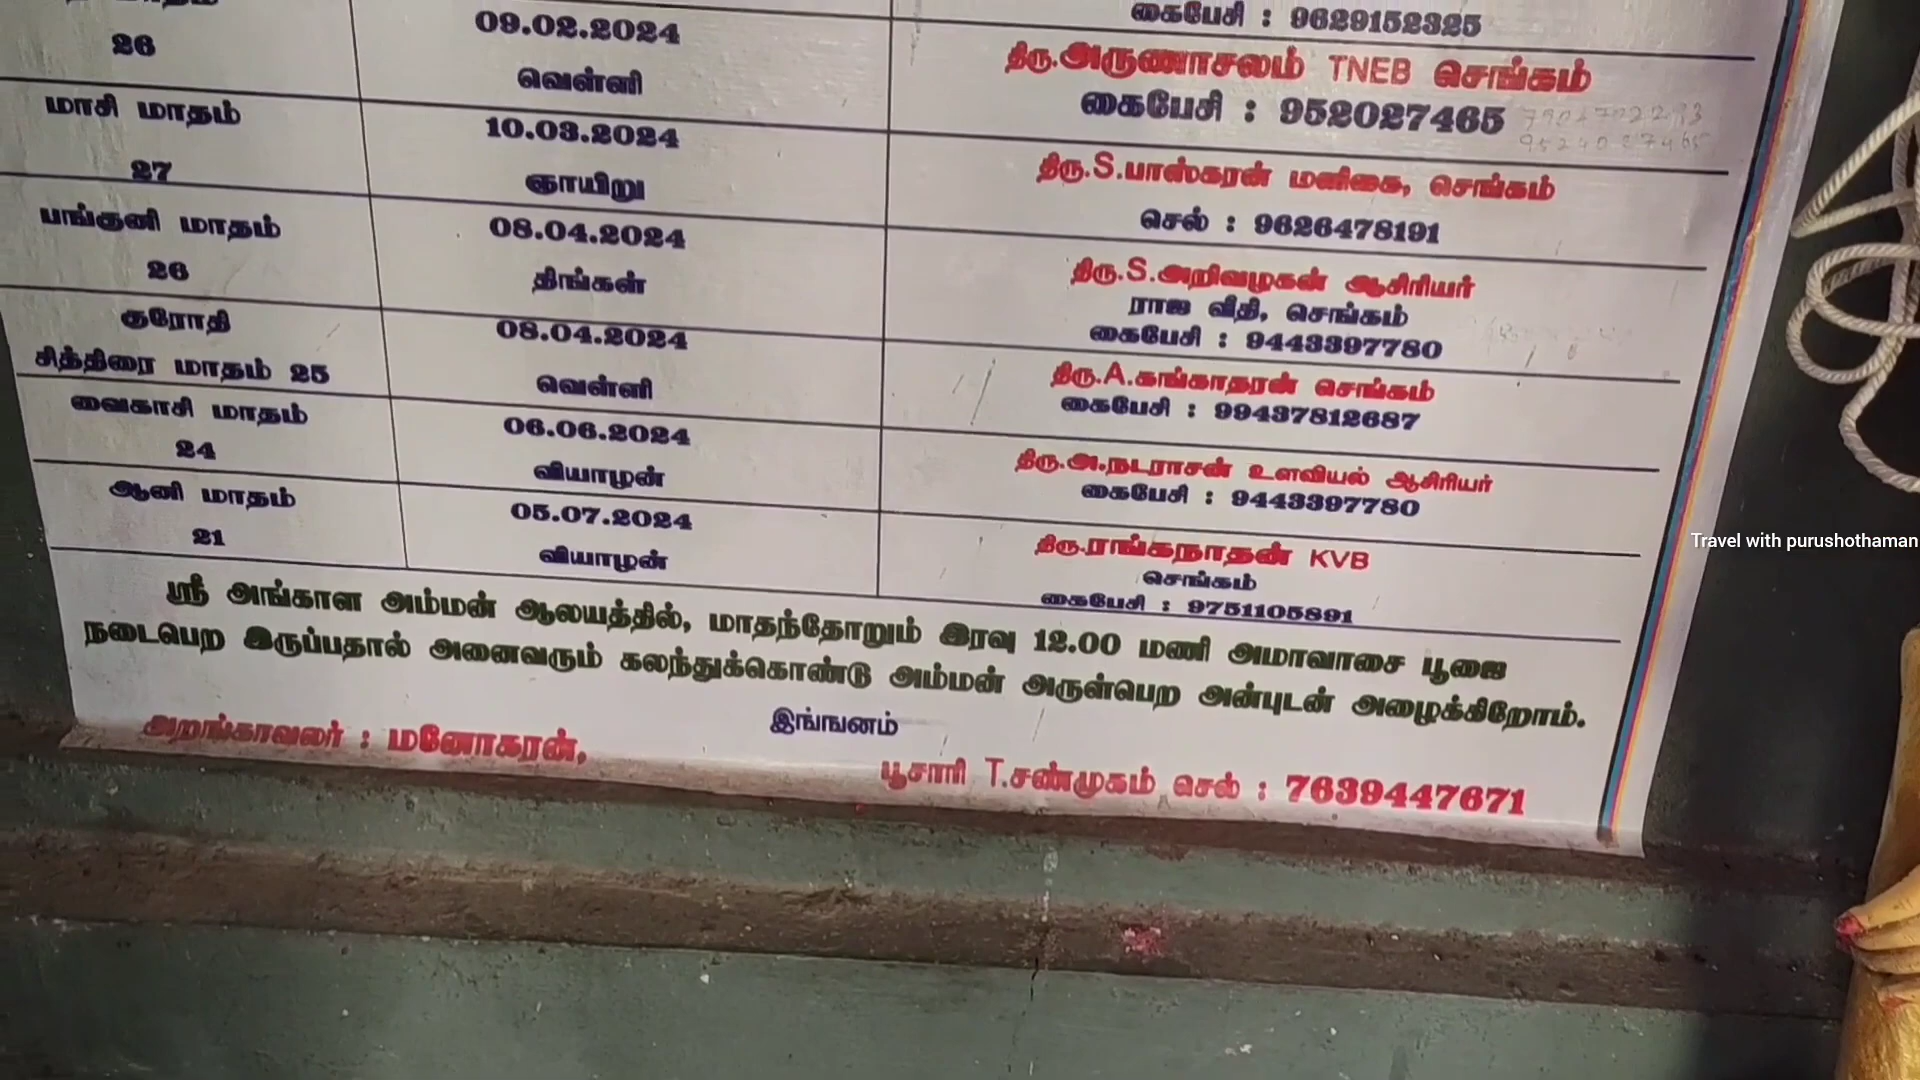 கைபேசி : 9629152325
09.02.2024
26
வெள்ளி
திரு.அருணாசலம் TNEB செங்கம்
கைபேசி : 952027465
மாசி மாதம்
27
10.03.2024
ஞாயிறு
திரு.S.பாஸ்கரன் மளிகை, செங்கம்
செல் : 9626478191
பங்குனி மாதம்
26
08.04.2024
திங்கள்
திரு.S.அறிவழகன் ஆசிரியர்
ராஜ வீதி, செங்கம்
கைபேசி : 9443397780
குரோதி
சித்திரை மாதம் 25
08.04.2024
வெள்ளி
திரு.A.கங்காதரன் செங்கம்
கைபேசி : 99437812687
வைகாசி மாதம்
24
06.06.2024
வியாழன்
திரு.அ.நடராசன் உளவியல் ஆசிரியர்
கைபேசி : 9443397780
ஆனி மாதம்
21
05.07.2024
வியாழன்
திரு.ரங்கநாதன் KVB
செங்கம்
கைபேசி : 9751105891
ஸ்ரீ அங்காள அம்மன் ஆலயத்தில், மாதந்தோறும் இரவு 12.00 மணி அமாவாசை பூஜை
நடைபெற இருப்பதால் அனைவரும் கலந்துக்கொண்டு அம்மன் அருள்பெற அன்புடன் அழைக்கிறோம்.
இங்ஙனம்
அறங்காவலர் : மனோகரன்,
பூசாரி T.சண்முகம் செல் : 7639447671
Travel with purushothaman